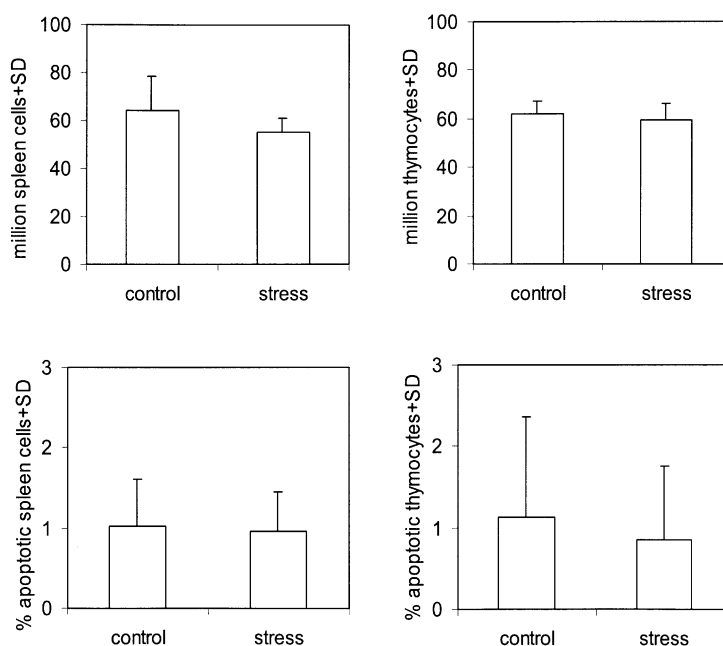 million spleen cells+SD
100
80
60
40
20
0
control stress
million thymocytes+SD
100
80
60
40
20
0
control stress
% apoptotic spleen cells+SD
3
2
1
0
control stress
% apoptotic thymocytes+SD
3
2
1
0
control stress